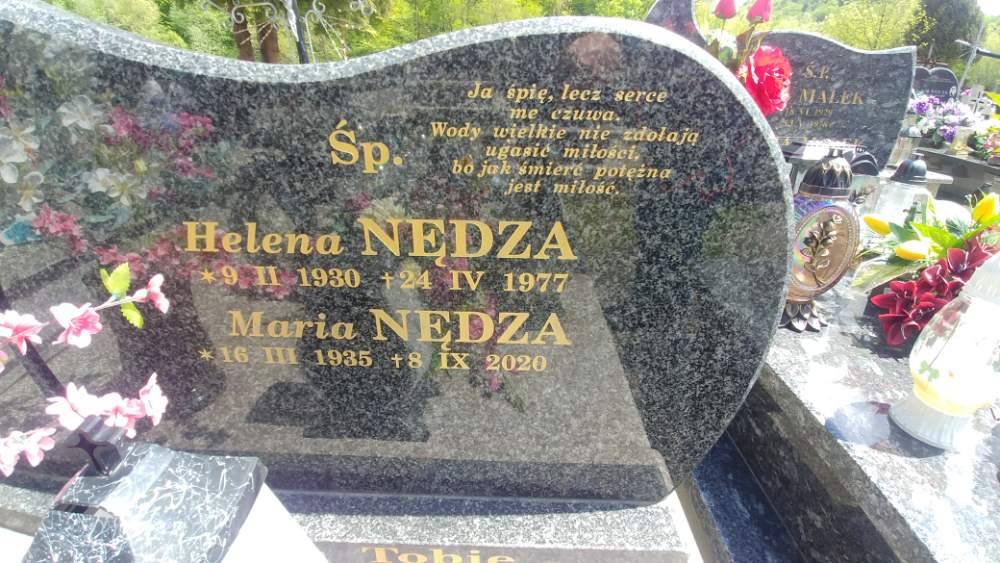 Ja śpię, lecz serce
me czuwa.
Wody wielkie nie zdołają
ugasić miłości,
bo jak śmierć potężna
jest miłość.
Śp.
Helena NĘDZA
* 9 II 1930 † 24 IV 1977
Maria NĘDZA
* 16 III 1935 † 8 IX 2020
Tobie
Ś.P.
MAŁEK